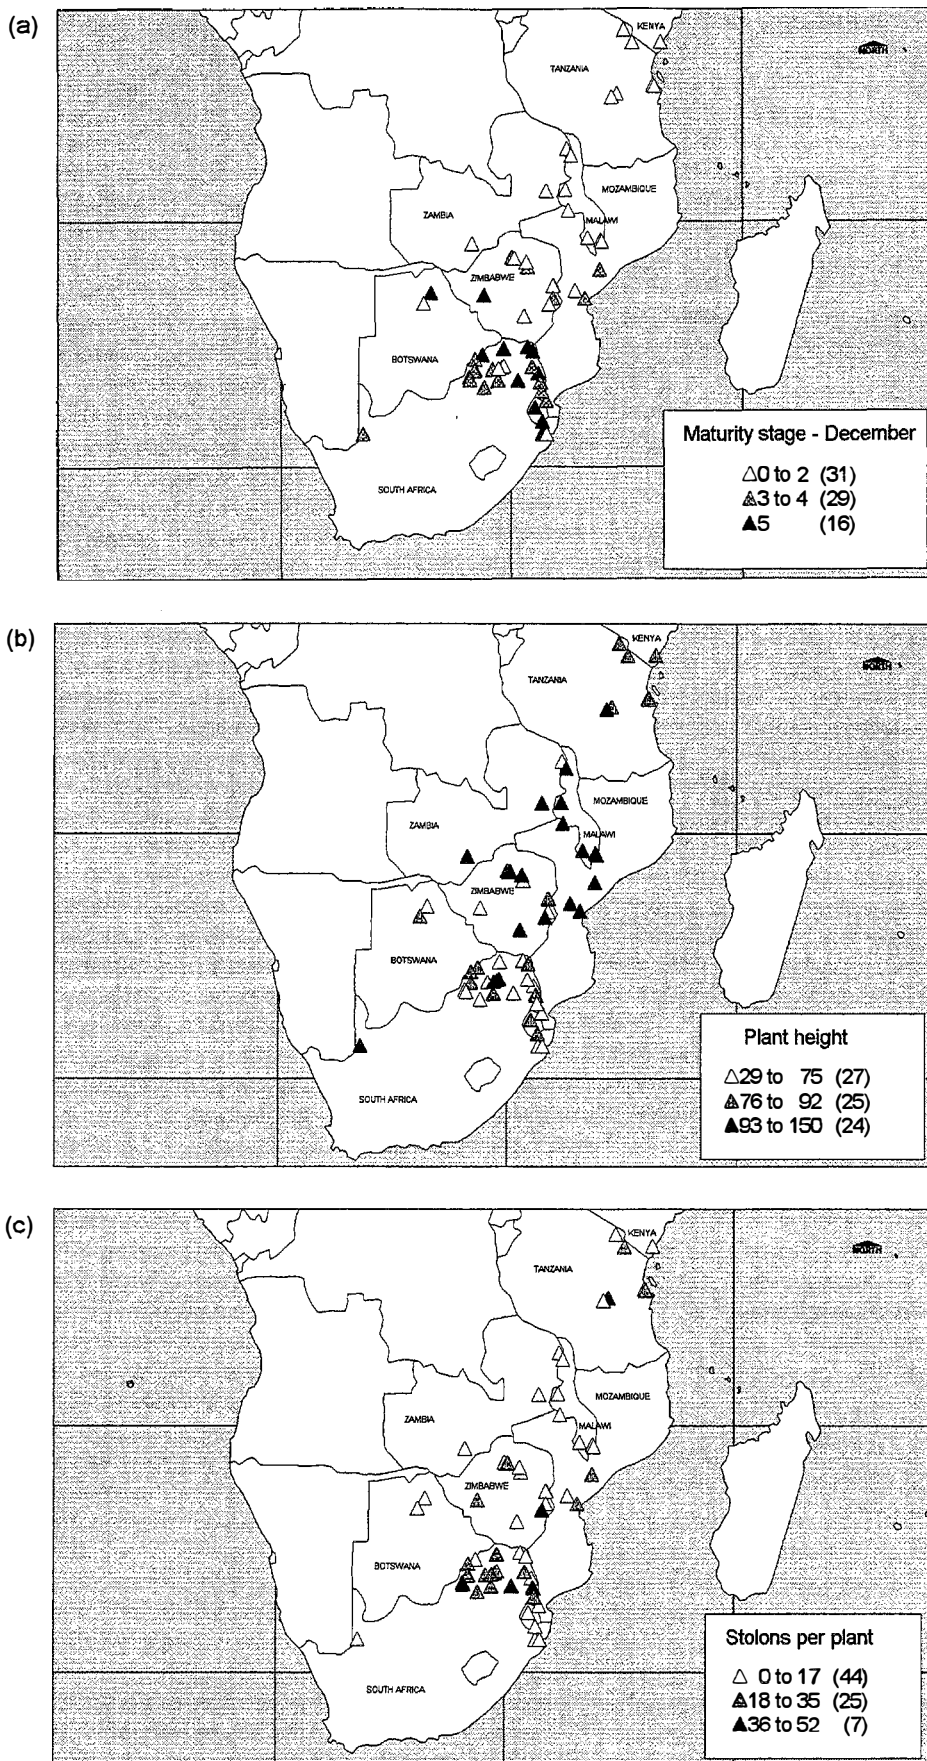 (a)
KENYA
NORTH
TANZANIA
MOZAMBIQUE
ZAMBIA
MALAWI
ZIMBABWE
BOTSWANA
SOUTH AFRICA
Maturity stage - December
0 to 2 (31)
3 to 4 (29)
5 (16)
(b)
KENYA
NORTH
TANZANIA
MOZAMBIQUE
ZAMBIA
MALAWI
ZIMBABWE
BOTSWANA
SOUTH AFRICA
Plant height
29 to 75 (27)
76 to 92 (25)
93 to 150 (24)
(c)
KENYA
NORTH
TANZANIA
MOZAMBIQUE
ZAMBIA
MALAWI
ZIMBABWE
BOTSWANA
SOUTH AFRICA
Stolons per plant
0 to 17 (44)
18 to 35 (25)
36 to 52 (7)